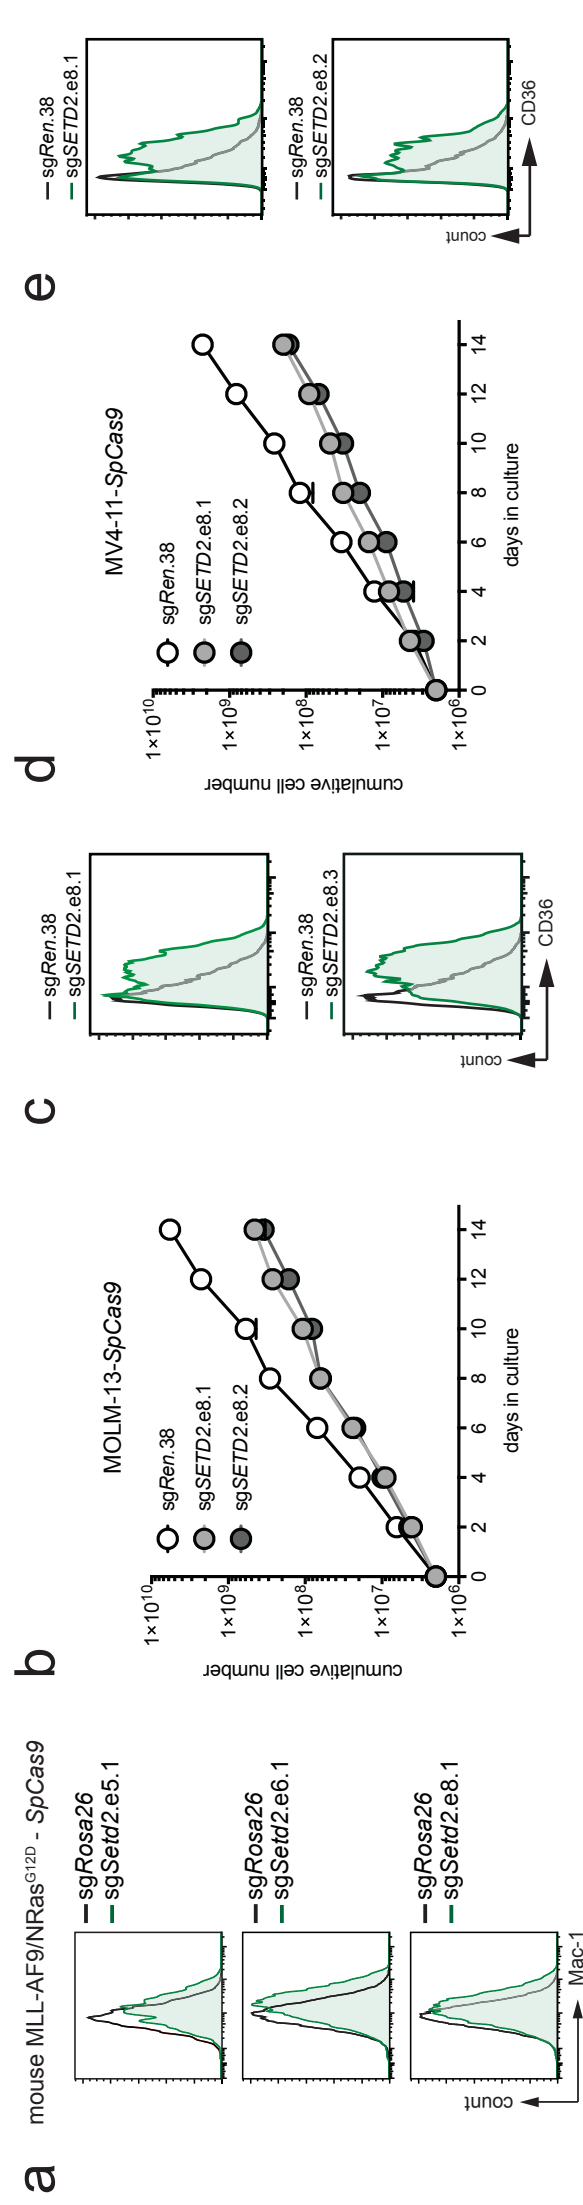 a
mouse MLL-AF9/NRasG12D - SpCas9
sgRosa26
sgSetd2.e5.1
sgRosa26
sgSetd2.e6.1
sgRosa26
sgSetd2.e8.1
count
Mac-1
b
MOLM-13-SpCas9
sgRen.38
sgSETD2.e8.1
sgSETD2.e8.2
1×10^10
1×10^9
1×10^8
1×10^7
1×10^6
cumulative cell number
0 2 4 6 8 10 12 14
days in culture
c
sgRen.38
sgSETD2.e8.1
sgRen.38
sgSETD2.e8.3
count
CD36
d
MV4-11-SpCas9
sgRen.38
sgSETD2.e8.1
sgSETD2.e8.2
1×10^10
1×10^9
1×10^8
1×10^7
1×10^6
cumulative cell number
0 2 4 6 8 10 12 14
days in culture
e
sgRen.38
sgSETD2.e8.1
sgRen.38
sgSETD2.e8.2
count
CD36